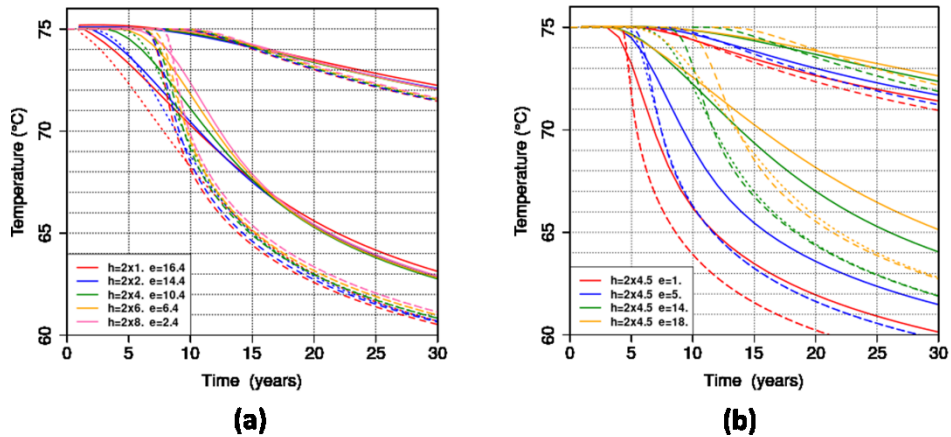 75
70
65
60
Temperature (°C)
h=2x1. e=16.4
h=2x2. e=14.4
h=2x4. e=10.4
h=2x6. e=6.4
h=2x8. e=2.4
0 5 10 15 20 25 30
Time (years)
(a)
75
70
65
60
Temperature (°C)
h=2x4.5 e=1.
h=2x4.5 e=5.
h=2x4.5 e=14.
h=2x4.5 e=18.
0 5 10 15 20 25 30
Time (years)
(b)